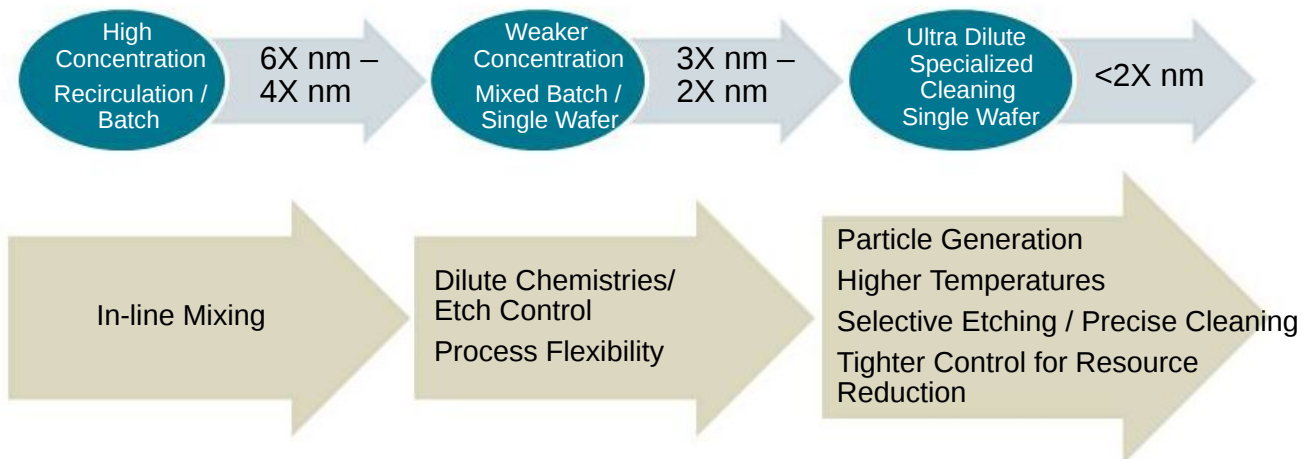 High
Concentration
Recirculation /
Batch
6X nm –
4X nm
Weaker
Concentration
Mixed Batch /
Single Wafer
3X nm –
2X nm
Ultra Dilute
Specialized
Cleaning
Single Wafer
<2X nm
In-line Mixing
Dilute Chemistries/
Etch Control
Process Flexibility
Particle Generation
Higher Temperatures
Selective Etching / Precise Cleaning
Tighter Control for Resource
Reduction